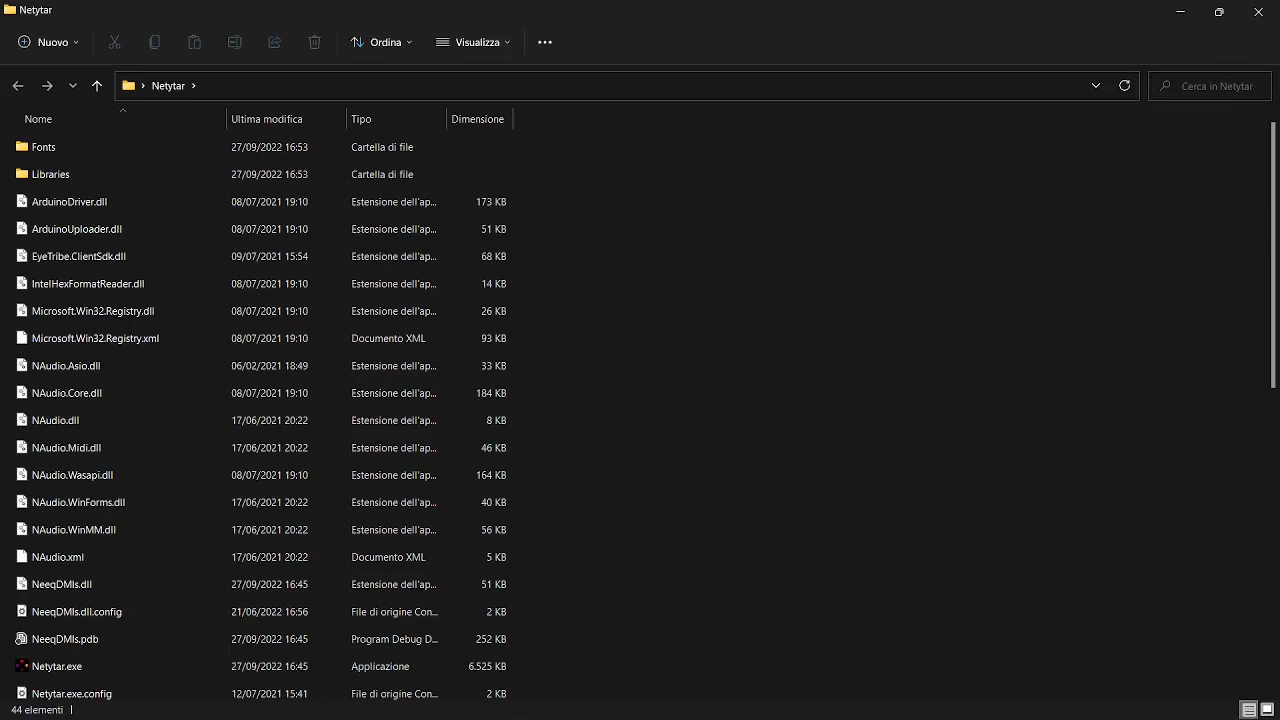 Netytar
Nuovo Ordina Visualizza
Netytar Cerca in Netytar
Nome Ultima modifica Tipo Dimensione
Fonts 27/09/2022 16:53 Cartella di file
Libraries 27/09/2022 16:53 Cartella di file
ArduinoDriver.dll 08/07/2021 19:10 Estensione dell'ap... 173 KB
ArduinoUploader.dll 08/07/2021 19:10 Estensione dell'ap... 51 KB
EyeTribe.ClientSdk.dll 09/07/2021 15:54 Estensione dell'ap... 68 KB
IntelHexFormatReader.dll 08/07/2021 19:10 Estensione dell'ap... 14 KB
Microsoft.Win32.Registry.dll 08/07/2021 19:10 Estensione dell'ap... 26 KB
Microsoft.Win32.Registry.xml 08/07/2021 19:10 Documento XML 93 KB
NAudio.Asio.dll 06/02/2021 18:49 Estensione dell'ap... 33 KB
NAudio.Core.dll 08/07/2021 19:10 Estensione dell'ap... 184 KB
NAudio.dll 17/06/2021 20:22 Estensione dell'ap... 8 KB
NAudio.Midi.dll 17/06/2021 20:22 Estensione dell'ap... 46 KB
NAudio.Wasapi.dll 08/07/2021 19:10 Estensione dell'ap... 164 KB
NAudio.WinForms.dll 17/06/2021 20:22 Estensione dell'ap... 40 KB
NAudio.WinMM.dll 17/06/2021 20:22 Estensione dell'ap... 56 KB
NAudio.xml 17/06/2021 20:22 Documento XML 5 KB
NeeqDMIs.dll 27/09/2022 16:45 Estensione dell'ap... 51 KB
NeeqDMIs.dll.config 21/06/2022 16:56 File di origine Con... 2 KB
NeeqDMIs.pdb 27/09/2022 16:45 Program Debug D... 252 KB
Netytar.exe 27/09/2022 16:45 Applicazione 6.525 KB
Netytar.exe.config 12/07/2021 15:41 File di origine Con... 2 KB
44 elementi